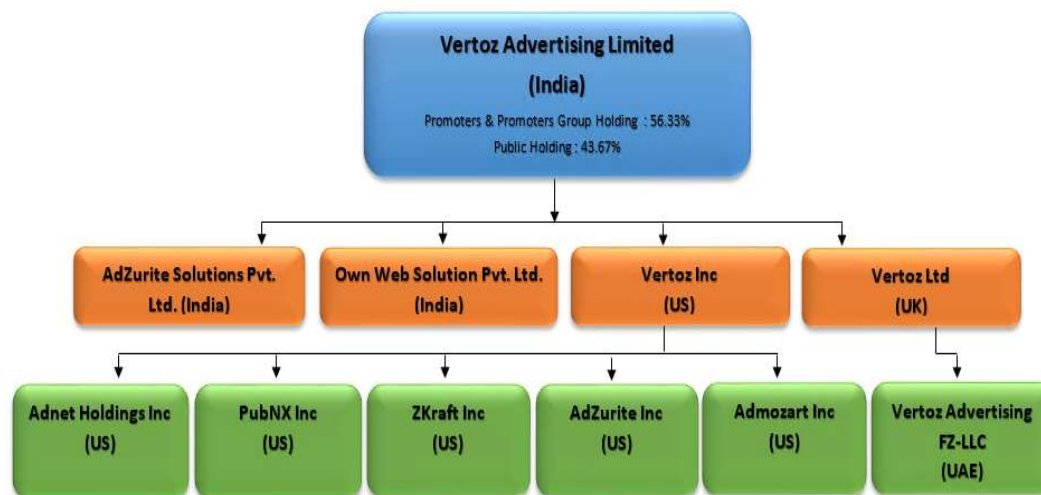 Vertoz Advertising Limited
(India)
Promoters & Promoters Group Holding : 56.33%
Public Holding : 43.67%
AdZurite Solutions Pvt.
Ltd. (India)
Own Web Solution Pvt. Ltd.
(India)
Vertoz Inc
(US)
Vertoz Ltd
(UK)
Adnet Holdings Inc
(US)
PubNX Inc
(US)
ZKraft Inc
(US)
AdZurite Inc
(US)
Admozart Inc
(US)
Vertoz Advertising
FZ-LLC
(UAE)